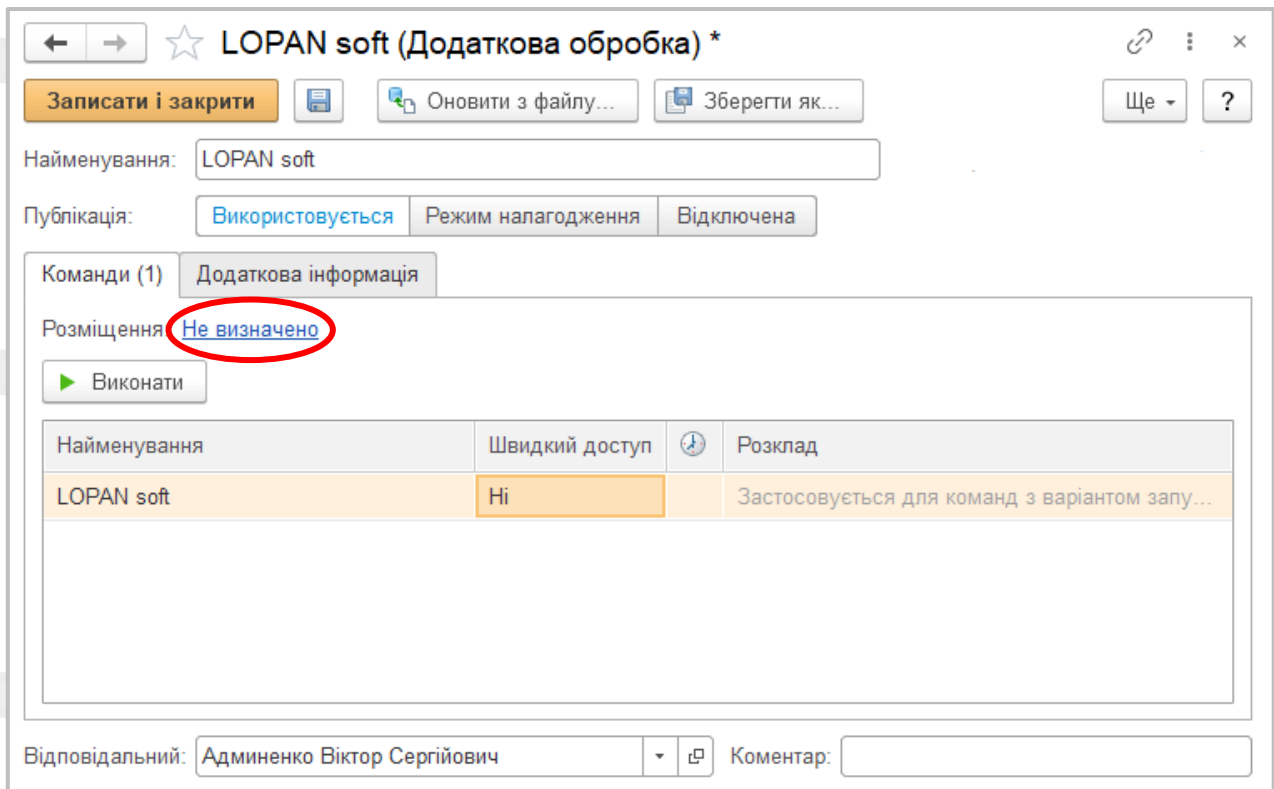 LOPAN soft (Додаткова обробка) *
Записати і закрити Оновити з файлу... Зберегти як... Ще ?
Найменування: LOPAN soft
Публікація: Використовується Режим налагодження Відключена
Команди (1) Додаткова інформація
Розміщення: Не визначено
Виконати
Найменування Швидкий доступ Розклад
LOPAN soft Ні Застосовується для команд з варіантом запу...
Відповідальний: Админенко Віктор Сергійович Коментар: